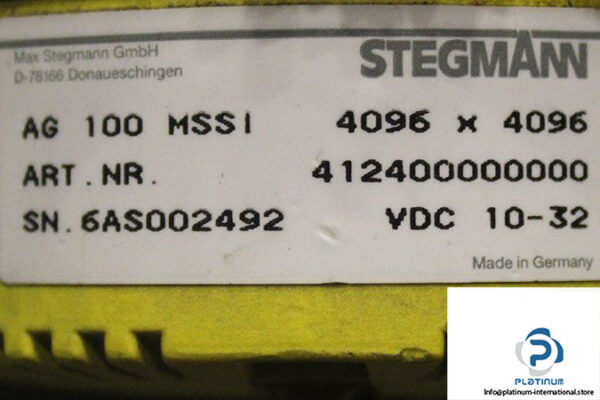 Max Stegmann GmbH
D-78166 Donaueschingen
STEGMANN
AG 100 MSSI 4096 x 4096
ART.NR. 412400000000
SN.6AS002492 VDC 10-32
Made in Germany
PLATINUM
Info@platinum-international.store